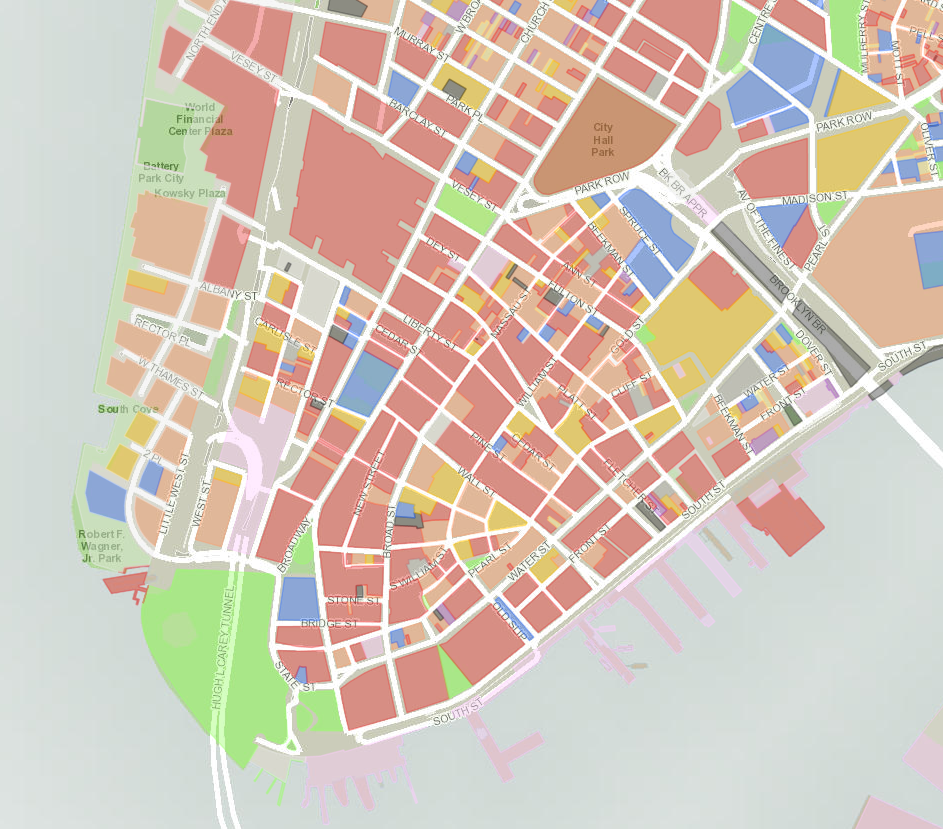 NORTH END A
VESEY ST
MURRAY ST
W BRO
CHURCH
CENTRE
MULBERRY ST
MOTT ST
PELL S
BARCLAY ST
PARK PL
World
Financial
Center Plaza
City
Hall
Park
PARK ROW
OLIVER ST
Battery
Park City
Kowsky Plaza
VESEY ST
PARK ROW
BK BR APPR
MADISON ST
AV OF THE FINEST
PEARL ST
SPRUCE ST
BEEKMAN ST
DEY ST
ANN ST
FULTON ST
BROOKLYN BR
ALBANY ST
NASSAU ST
GOLD ST
LIBERTY ST
CEDAR ST
CARLISLE ST
RECTOR PL
DOVER ST
SOUTH ST
W THAMES ST
RECTOR ST
WILLIAM ST
CLIFF ST
PLATT ST
WATER ST
FRONT ST
BEEKMAN ST
South Cove
PINE ST
CEDAR ST
2 PL
NEW STREET
WALL ST
FLETCHER ST
SOUTH ST
LITTLE WEST ST
WEST ST
BROADWAY
BROAD ST
Robert F.
Wagner,
Jr. Park
S WILLIAM ST
PEARL ST
WATER ST
FRONT ST
STONE ST
OLD SLIP
BRIDGE ST
HUGH L CAREY TUNNEL
STATE ST
SOUTH ST